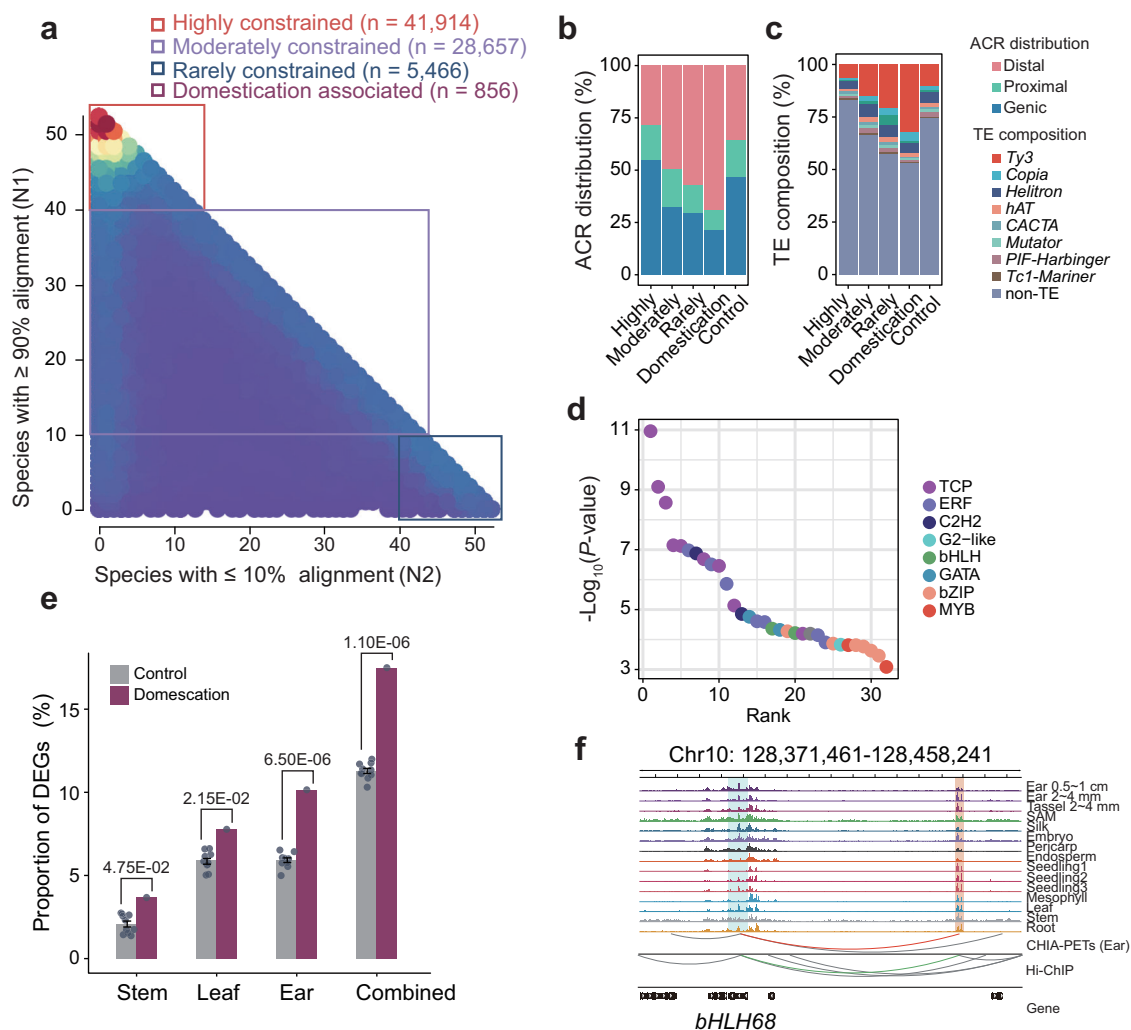 a
Highly constrained (n = 41,914)
Moderately constrained (n = 28,657)
Rarely constrained (n = 5,466)
Domestication associated (n = 856)
Species with ≥ 90% alignment (N1)
50
40
30
20
10
0
0 10 20 30 40 50
Species with ≤ 10% alignment (N2)
b
ACR distribution (%)
100
75
50
25
0
Highly
Moderately
Rarely
Domestication
Control
c
TE composition (%)
100
75
50
25
0
Highly
Moderately
Rarely
Domestication
Control
ACR distribution
Distal
Proximal
Genic
TE composition
Ty3
Copia
Helitron
hAT
CACTA
Mutator
PIF-Harbinger
Tc1-Mariner
non-TE
d
-Log10(P-value)
11
9
7
5
3
0 10 20 30
Rank
TCP
ERF
C2H2
G2−like
bHLH
GATA
bZIP
MYB
e
Proportion of DEGs (%)
15
10
5
0
Control
Domescation
4.75E-02
2.15E-02
6.50E-06
1.10E-06
Stem Leaf Ear Combined
f
Chr10: 128,371,461-128,458,241
Ear 0.5~1 cm
Ear 2~4 mm
Tassel 2~4 mm
SAM
Silk
Embryo
Pericarp
Endosperm
Seedling1
Seedling2
Seedling3
Mesophyll
Leaf
Stem
Root
CHIA-PETs (Ear)
Hi-ChIP
Gene
bHLH68